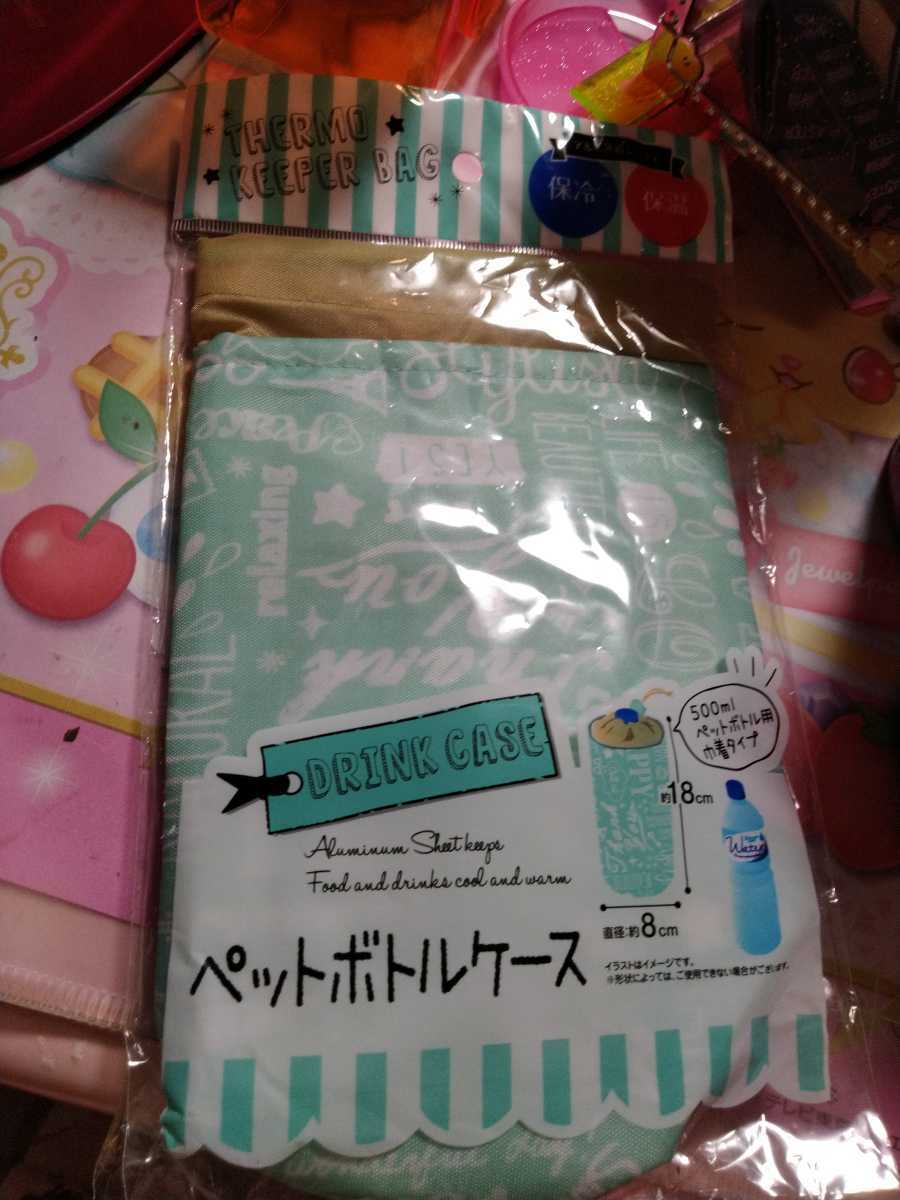 THERMO
KEEPER BAG
保冷
保温
Stylish
Peace
YES!
relaxing
You
DRINK CASE
Aluminum Sheet keeps
Food and drinks cool and warm
500ml
ペットボトル用
巾着タイプ
約18cm
Water
直径:約8cm
ペットボトルケース
イラストはイメージです。
※形状によっては、ご使用できない場合がございます。